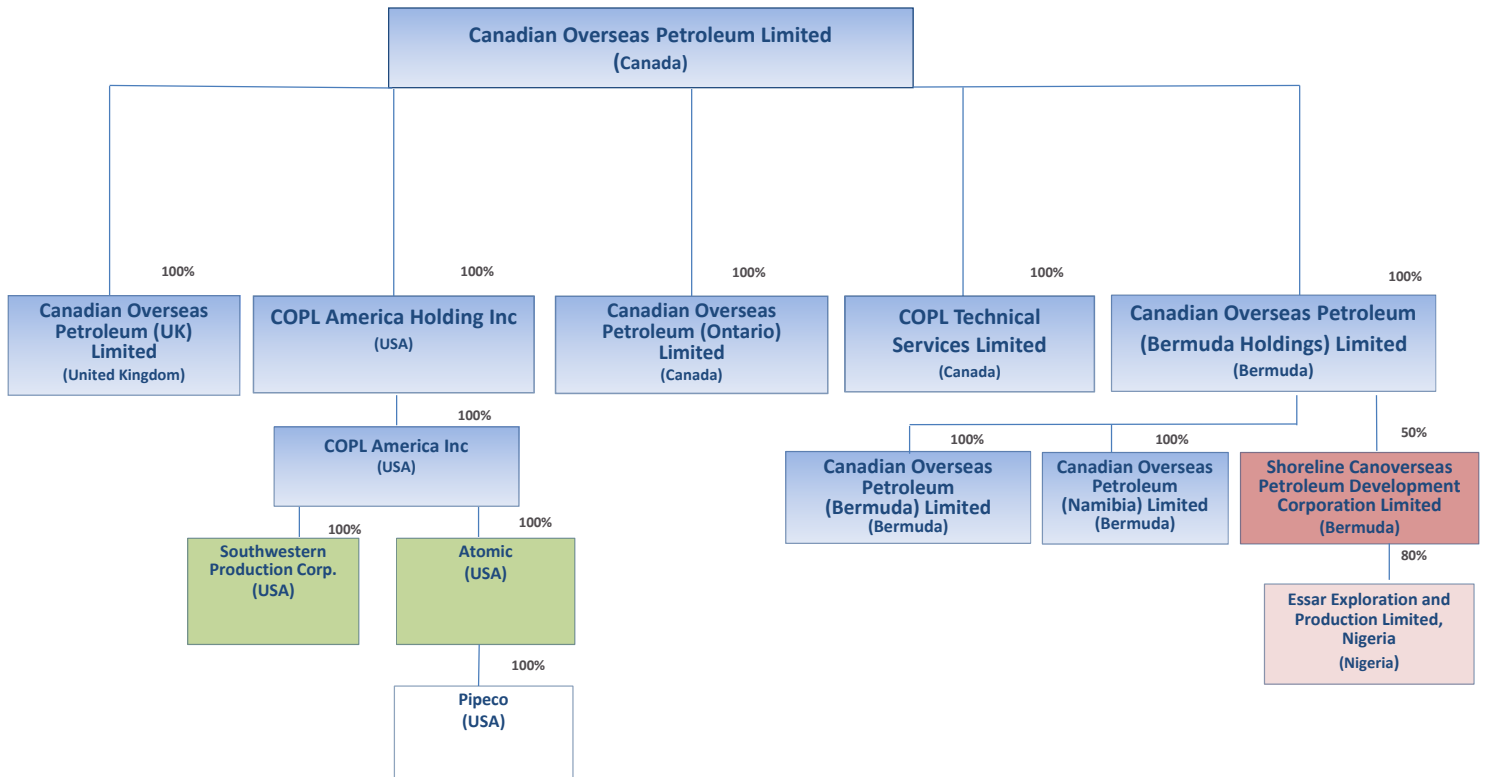 Canadian Overseas Petroleum Limited
(Canada)
100%
100%
100%
100%
100%
Canadian Overseas
Petroleum (UK)
Limited
(United Kingdom)
COPL America Holding Inc
(USA)
Canadian Overseas
Petroleum (Ontario)
Limited
(Canada)
COPL Technical
Services Limited
(Canada)
Canadian Overseas Petroleum
(Bermuda Holdings) Limited
(Bermuda)
100%
COPL America Inc
(USA)
100%
Canadian Overseas
Petroleum
(Bermuda) Limited
(Bermuda)
100%
Canadian Overseas
Petroleum
(Namibia) Limited
(Bermuda)
50%
Shoreline Canoverseas
Petroleum Development
Corporation Limited
(Bermuda)
100%
Southwestern
Production Corp.
(USA)
100%
Atomic
(USA)
80%
Essar Exploration and
Production Limited,
Nigeria
(Nigeria)
100%
Pipeco
(USA)